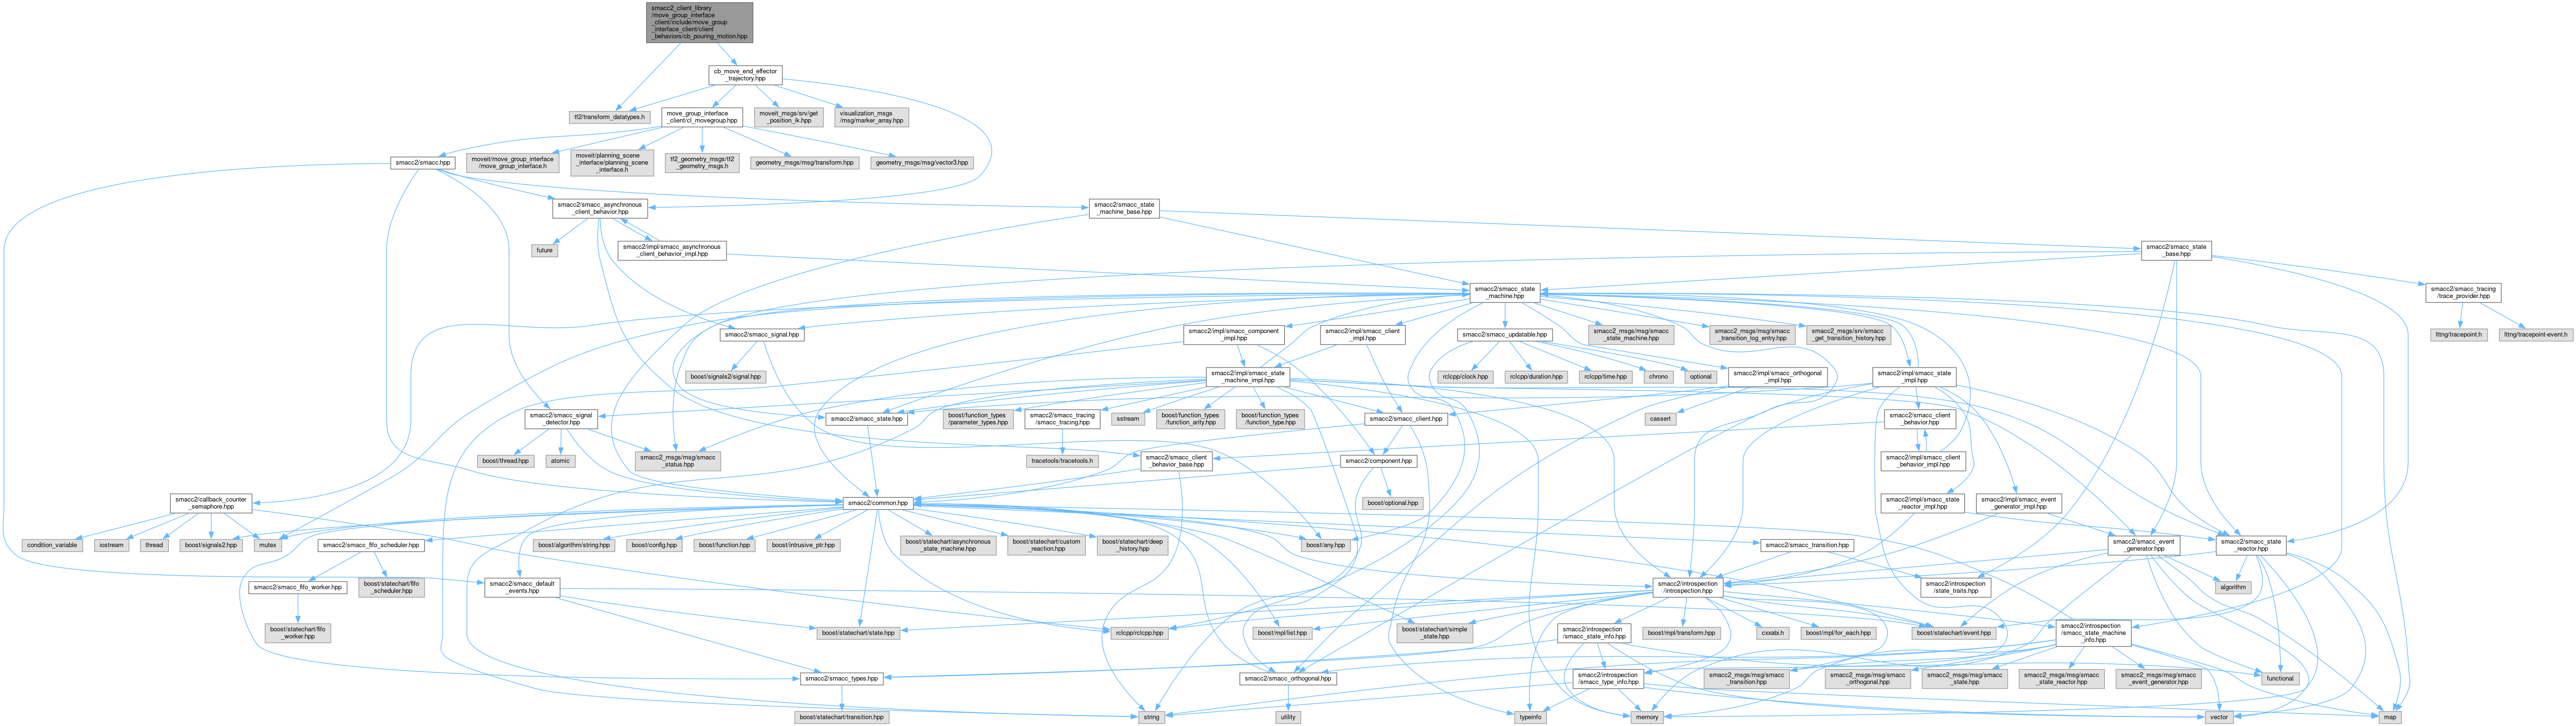 smacc2_client_library
/move_group_interface
_client/include/move_group
_interface_client/client
_behaviors/cb_pouring_motion.hpp
cb_move_end_effector
_trajectory.hpp
tf2/transform_datatypes.h
move_group_interface
_client/cl_movegroup.hpp
moveit_msgs/srv/get
_position_ik.hpp
visualization_msgs
/msg/marker_array.hpp
smacc2/smacc.hpp
moveit/move_group_interface
/move_group_interface.h
moveit/planning_scene
_interface/planning_scene
_interface.h
tf2_geometry_msgs/tf2
_geometry_msgs.h
geometry_msgs/msg/transform.hpp
geometry_msgs/msg/vector3.hpp
smacc2/smacc_asynchronous
_client_behavior.hpp
smacc2/smacc_state
_machine_base.hpp
future
smacc2/impl/smacc_asynchronous
_client_behavior_impl.hpp
smacc2/smacc_state
_base.hpp
smacc2/smacc_state
_machine.hpp
smacc2/smacc_tracing
/trace_provider.hpp
smacc2/smacc_signal.hpp
smacc2/impl/smacc_component
_impl.hpp
smacc2/impl/smacc_client
_impl.hpp
smacc2/smacc_updatable.hpp
smacc2_msgs/msg/smacc
_state_machine.hpp
smacc2_msgs/msg/smacc
_transition_log_entry.hpp
smacc2_msgs/srv/smacc
_get_transition_history.hpp
lttng/tracepoint.h
lttng/tracepoint-event.h
boost/signals2/signal.hpp
smacc2/impl/smacc_state
_machine_impl.hpp
rclcpp/clock.hpp
rclcpp/duration.hpp
rclcpp/time.hpp
chrono
optional
smacc2/impl/smacc_orthogonal
_impl.hpp
smacc2/impl/smacc_state
_impl.hpp
smacc2/smacc_signal
_detector.hpp
smacc2/smacc_state.hpp
boost/function_types
/parameter_types.hpp
smacc2/smacc_tracing
/smacc_tracing.hpp
sstream
boost/function_types
/function_arity.hpp
boost/function_types
/function_type.hpp
smacc2/smacc_client.hpp
cassert
smacc2/smacc_client
_behavior.hpp
boost/thread.hpp
atomic
smacc2_msgs/msg/smacc
_status.hpp
smacc2/smacc_client
_behavior_base.hpp
tracetools/tracetools.h
smacc2/component.hpp
smacc2/impl/smacc_client
_behavior_impl.hpp
smacc2/callback_counter
_semaphore.hpp
smacc2/common.hpp
boost/optional.hpp
smacc2/impl/smacc_state
_reactor_impl.hpp
smacc2/impl/smacc_event
_generator_impl.hpp
condition_variable
iostream
thread
boost/signals2.hpp
mutex
smacc2/smacc_fifo_scheduler.hpp
boost/algorithm/string.hpp
boost/config.hpp
boost/function.hpp
boost/intrusive_ptr.hpp
boost/statechart/asynchronous
_state_machine.hpp
boost/statechart/custom
_reaction.hpp
boost/statechart/deep
_history.hpp
boost/any.hpp
smacc2/smacc_transition.hpp
smacc2/smacc_event
_generator.hpp
smacc2/smacc_state
_reactor.hpp
smacc2/smacc_fifo_worker.hpp
boost/statechart/fifo
_scheduler.hpp
smacc2/smacc_default
_events.hpp
smacc2/introspection
/introspection.hpp
smacc2/introspection
/state_traits.hpp
algorithm
boost/statechart/fifo
_worker.hpp
boost/statechart/state.hpp
rclcpp/rclcpp.hpp
boost/mpl/list.hpp
smacc2/introspection
/smacc_state_info.hpp
boost/statechart/simple
_state.hpp
boost/mpl/transform.hpp
cxxabi.h
boost/mpl/for_each.hpp
boost/statechart/event.hpp
smacc2/introspection
/smacc_state_machine
_info.hpp
smacc2/smacc_types.hpp
smacc2/smacc_orthogonal.hpp
smacc2/introspection
/smacc_type_info.hpp
smacc2_msgs/msg/smacc
_transition.hpp
smacc2_msgs/msg/smacc
_orthogonal.hpp
smacc2_msgs/msg/smacc
_state.hpp
smacc2_msgs/msg/smacc
_state_reactor.hpp
smacc2_msgs/msg/smacc
_event_generator.hpp
functional
boost/statechart/transition.hpp
string
utility
typeinfo
memory
vector
map